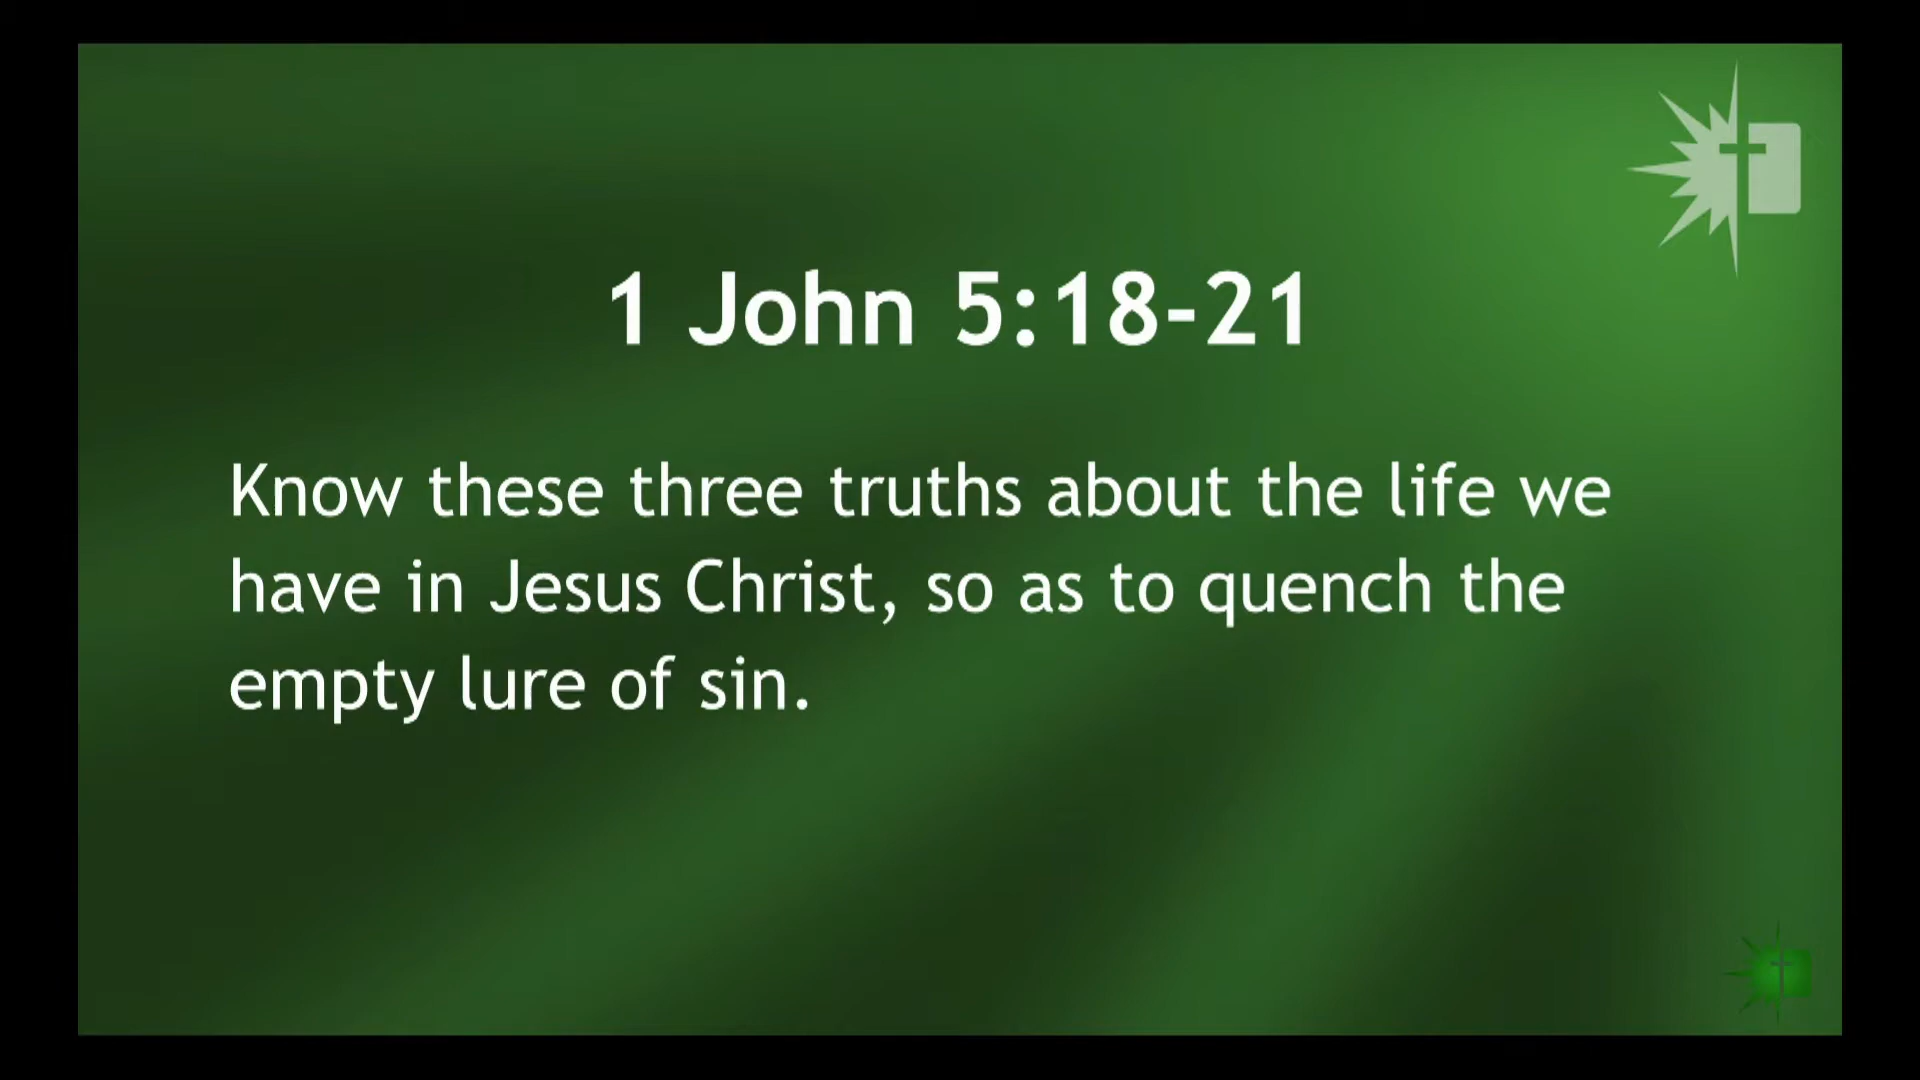 1 John 5:18-21
Know these three truths about the life we
have in Jesus Christ, so as to quench the
empty lure of sin.